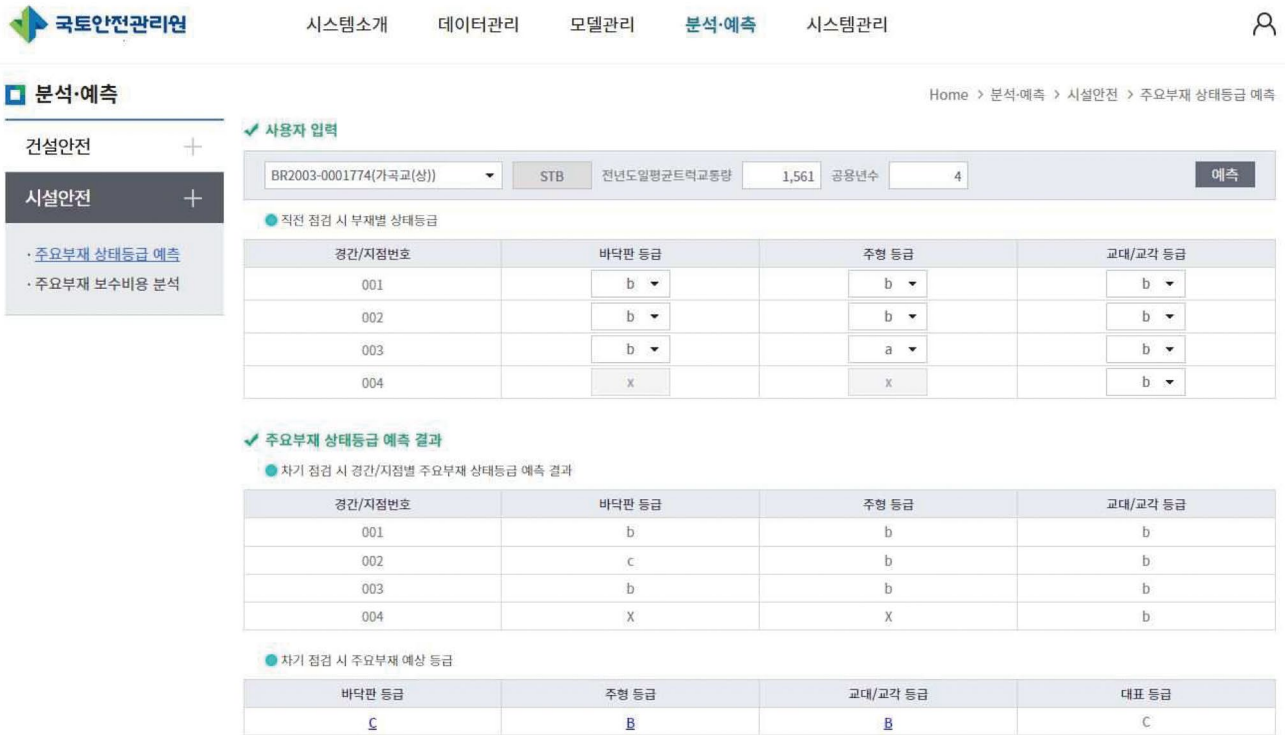 국토안전관리원 시스템소개 데이터관리 모델관리 분석·예측 시스템관리
분석·예측
Home > 분석·예측 > 시설안전 > 주요부재 상태등급 예측
건설안전
시설안전
· 주요부재 상태등급 예측
· 주요부재 보수비용 분석
사용자 입력
BR2003-0001774(가곡교(상)) STB 전년도일평균트럭교통량 1,561 공용년수 4 예측
직전 점검 시 부재별 상태등급
경간/지점번호 바닥판 등급 주형 등급 교대/교각 등급
001 b b b
002 b b b
003 b a b
004 x x b
주요부재 상태등급 예측 결과
차기 점검 시 경간/지점별 주요부재 상태등급 예측 결과
경간/지점번호 바닥판 등급 주형 등급 교대/교각 등급
001 b b b
002 c b b
003 b b b
004 X X b
차기 점검 시 주요부재 예상 등급
바닥판 등급 주형 등급 교대/교각 등급 대표 등급
C B B C